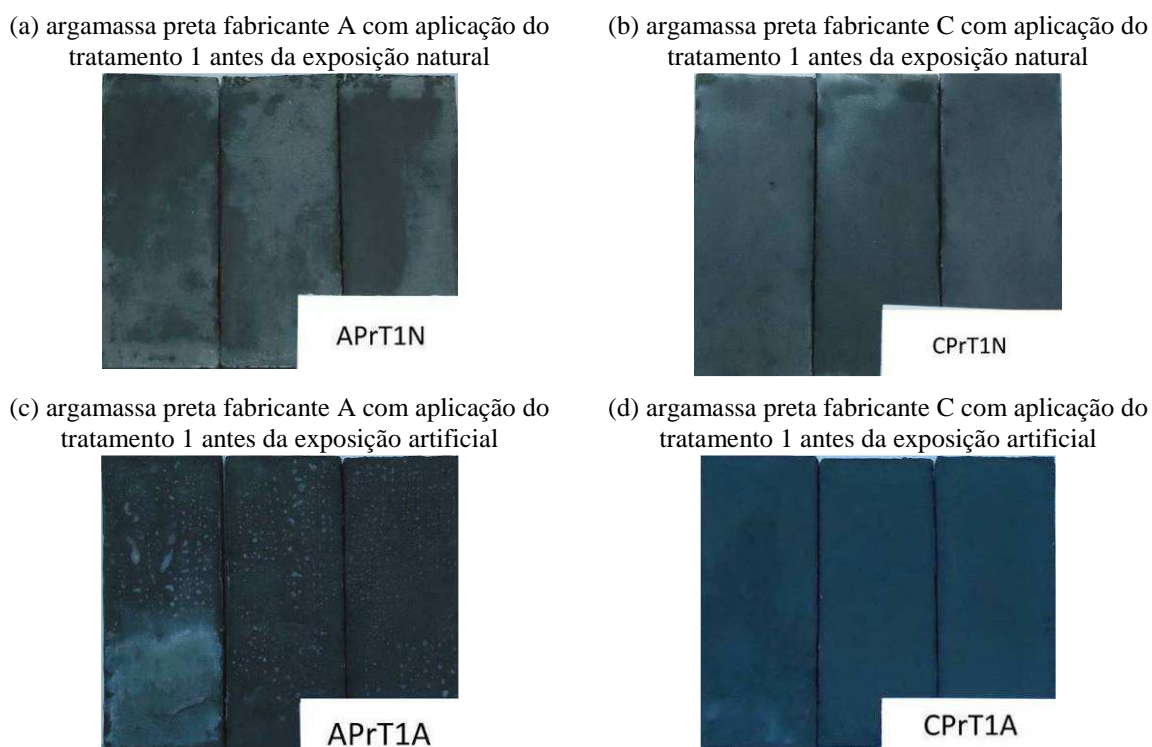 (a) argamassa preta fabricante A com aplicação do
tratamento 1 antes da exposição natural
(b) argamassa preta fabricante C com aplicação do
tratamento 1 antes da exposição natural
APrT1N
CPrT1N
(c) argamassa preta fabricante A com aplicação do
tratamento 1 antes da exposição artificial
(d) argamassa preta fabricante C com aplicação do
tratamento 1 antes da exposição artificial
APrT1A
CPrT1A